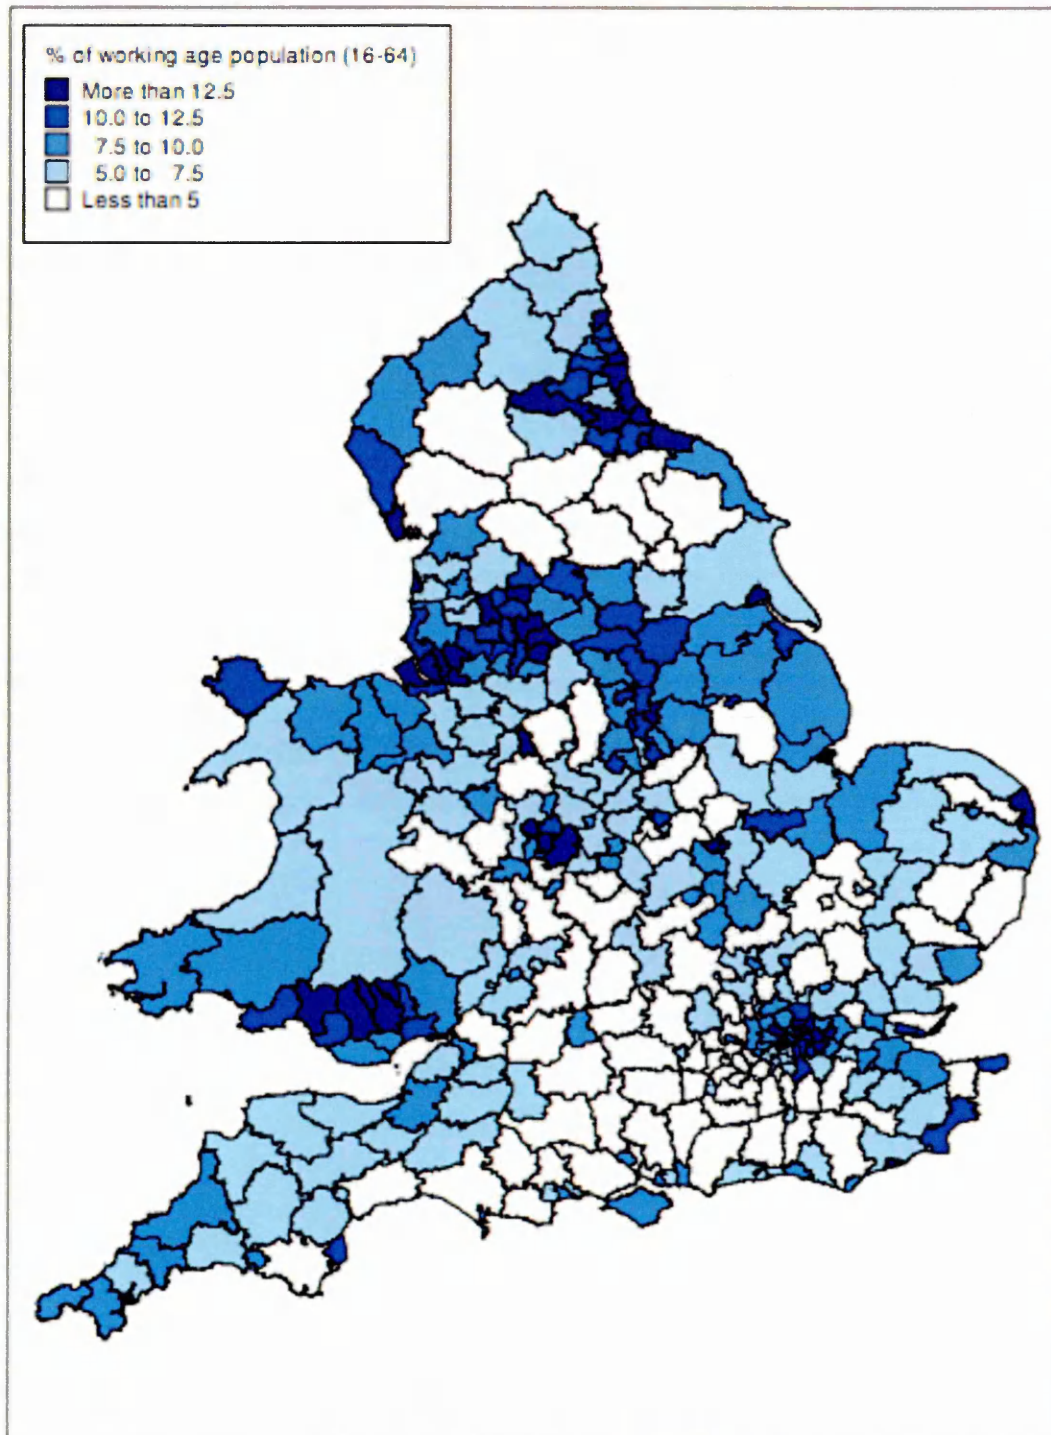 % of working age population (16-64)
More than 12.5
10.0 to 12.5
7.5 to 10.0
5.0 to 7.5
Less than 5